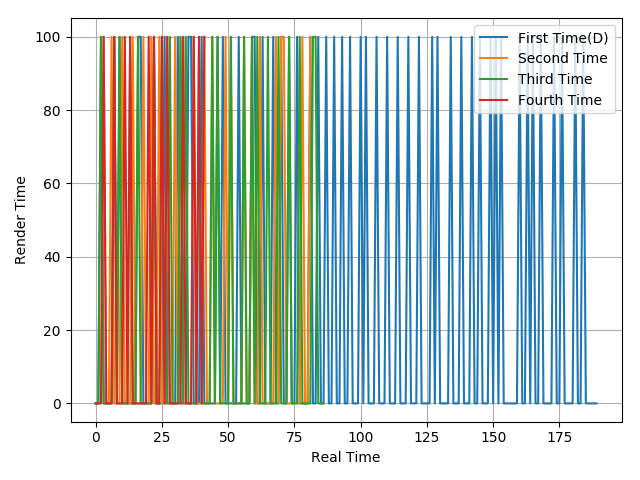 First Time(D)
Second Time
Third Time
Fourth Time
Render Time
100
80
60
40
20
0
0 25 50 75 100 125 150 175
Real Time